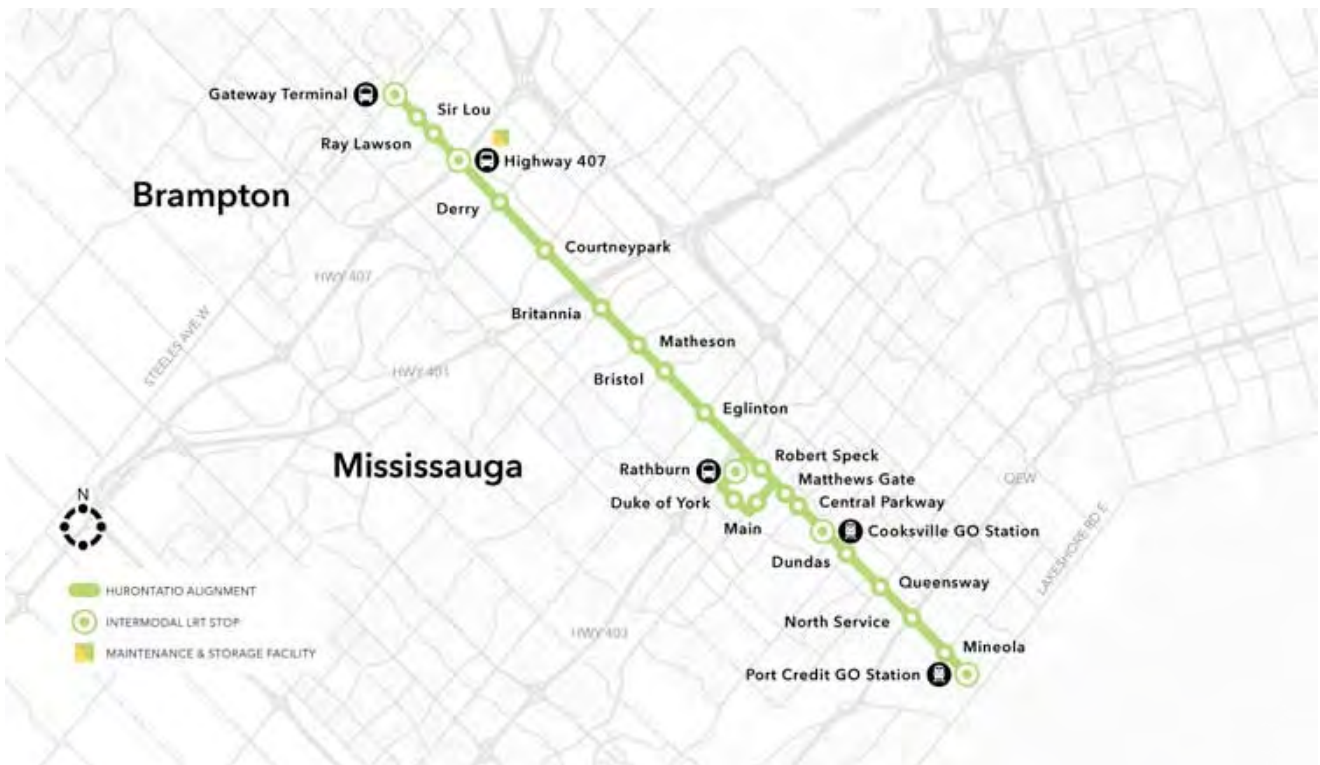 Gateway Terminal
Sir Lou
Ray Lawson
Highway 407
Brampton
Derry
Courtneypark
HWY 407
Britannia
STEELES AVE W
Matheson
HWY 401
Bristol
Eglinton
Mississauga
Rathburn
Robert Speck
Matthews Gate
QEW
Duke of York
Central Parkway
N
Main
Cooksville GO Station
Dundas
LAKESHORE RD E
Queensway
HURONTATIO ALIGNMENT
North Service
INTERMODAL LRT STOP
HWY 403
Mineola
MAINTENANCE & STORAGE FACILITY
Port Credit GO Station